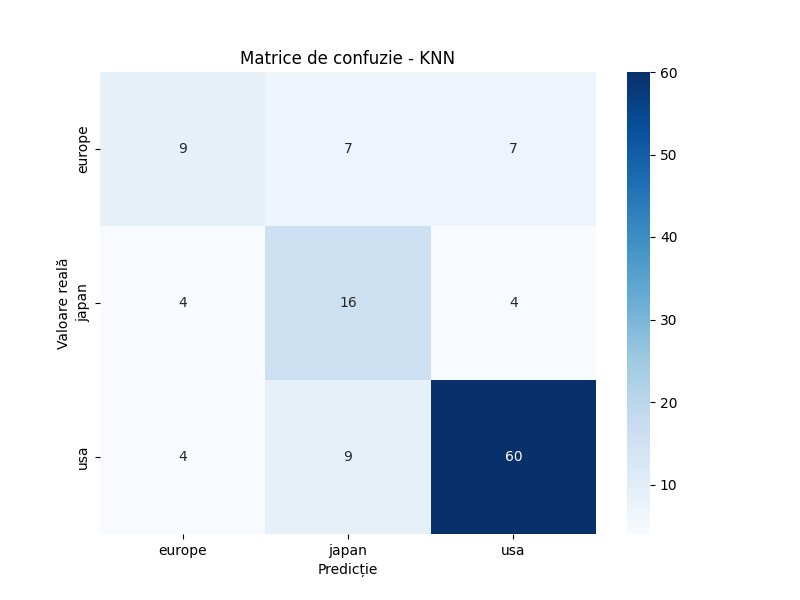 Matrice de confuzie - KNN
europe
japan
usa
Valoare reală
9 7 7
4 16 4
4 9 60
europe japan usa
Predicție
60
50
40
30
20
10